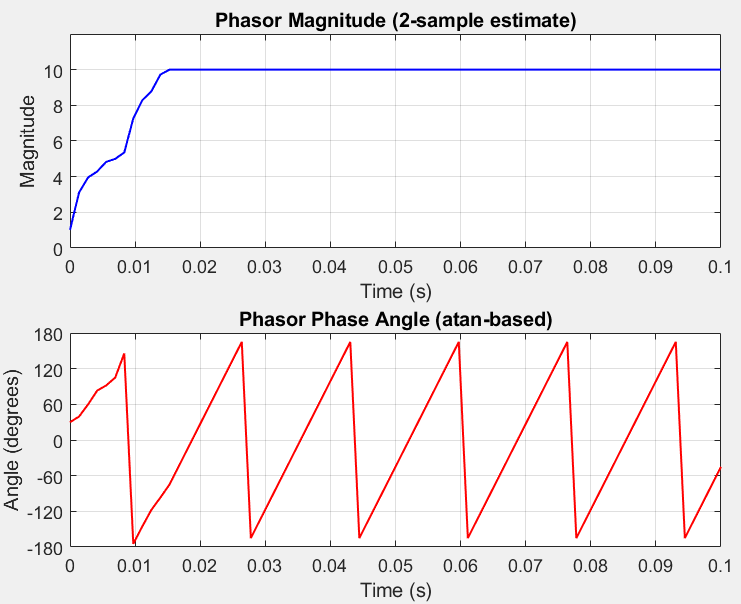 Phasor Magnitude (2-sample estimate)
10
8
6
4
2
0
Magnitude
0 0.01 0.02 0.03 0.04 0.05 0.06 0.07 0.08 0.09 0.1
Time (s)
Phasor Phase Angle (atan-based)
180
120
60
0
-60
-120
-180
Angle (degrees)
0 0.01 0.02 0.03 0.04 0.05 0.06 0.07 0.08 0.09 0.1
Time (s)